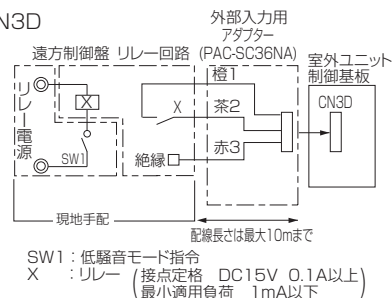 N3D
外部入力用
アダプター
(PAC-SC36NA)
遠方制御盤 リレー回路
室外ユニット
制御基板
橙1
CN3D
リレー電源
X
X
茶2
SW1
絶縁
赤3
現地手配
配線長さは最大10mまで
SW1:低騒音モード指令
X :リレー (接点定格 DC15V 0.1A以上
最小適用負荷 1mA以下)